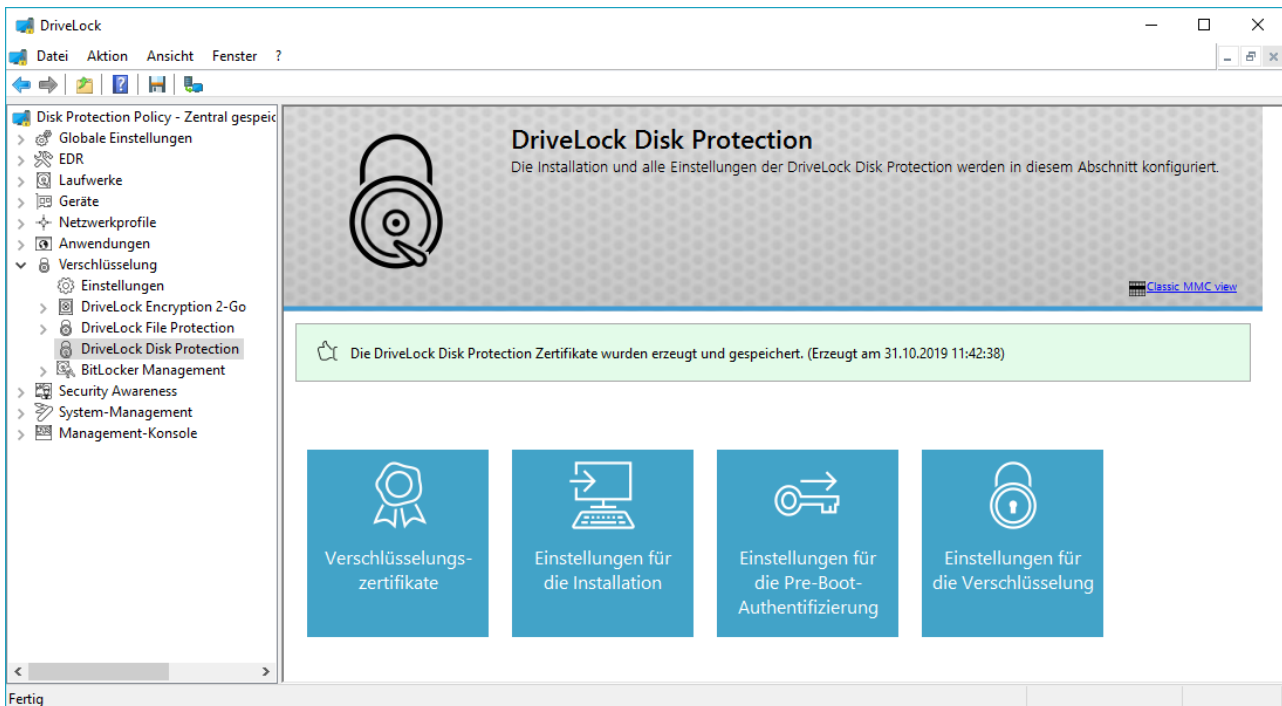 DriveLock
Datei Aktion Ansicht Fenster ?
Disk Protection Policy - Zentral gespeic
Globale Einstellungen
EDR
Laufwerke
Geräte
Netzwerkprofile
Anwendungen
Verschlüsselung
Einstellungen
DriveLock Encryption 2-Go
DriveLock File Protection
DriveLock Disk Protection
BitLocker Management
Security Awareness
System-Management
Management-Konsole
DriveLock Disk Protection
Die Installation und alle Einstellungen der DriveLock Disk Protection werden in diesem Abschnitt konfiguriert.
Classic MMC view
Die DriveLock Disk Protection Zertifikate wurden erzeugt und gespeichert. (Erzeugt am 31.10.2019 11:42:38)
Verschlüsselungs-
zertifikate
Einstellungen für
die Installation
Einstellungen für
die Pre-Boot-
Authentifizierung
Einstellungen für
die Verschlüsselung
Fertig